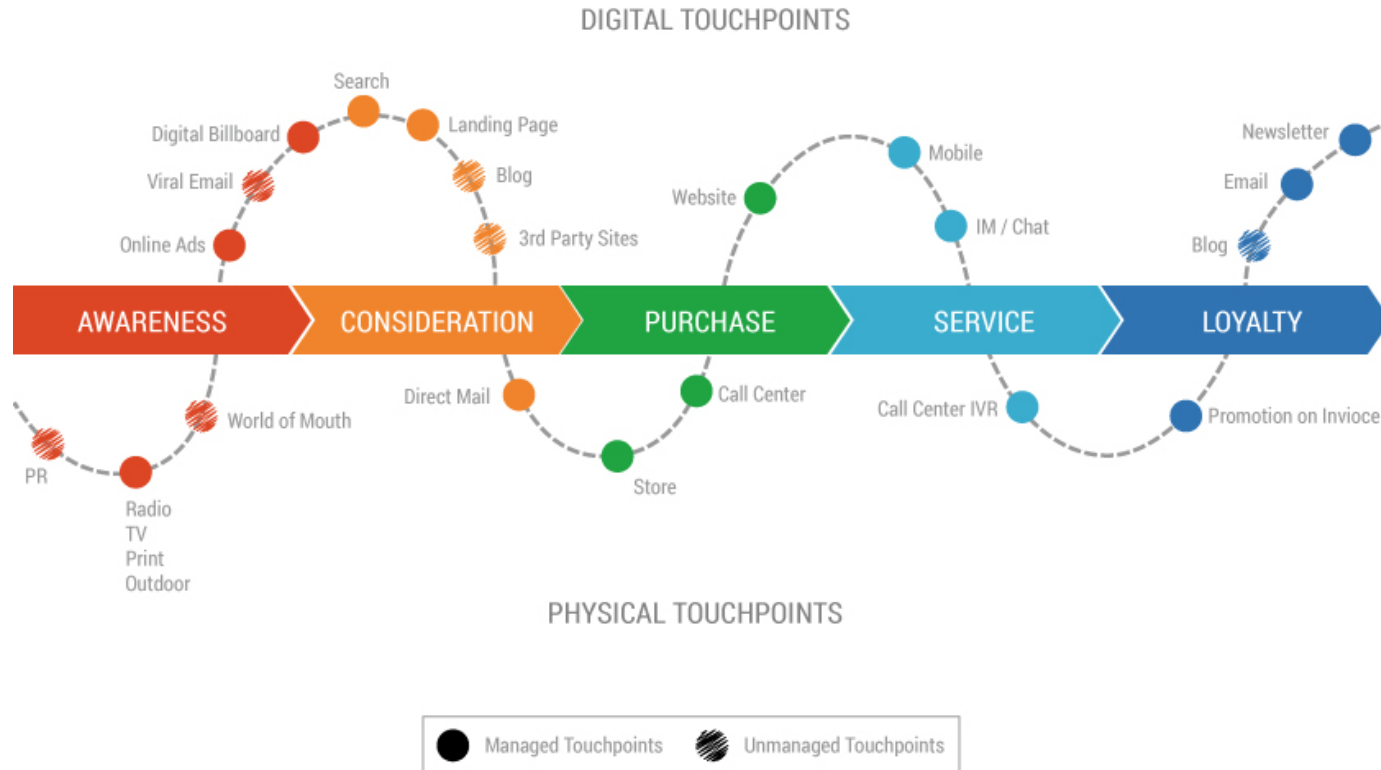 DIGITAL TOUCHPOINTS
Search
Digital Billboard
Landing Page
Viral Email
Blog
Online Ads
3rd Party Sites
Website
Mobile
IM / Chat
Newsletter
Email
Blog
AWARENESS
CONSIDERATION
PURCHASE
SERVICE
LOYALTY
PR
Radio
TV
Print
Outdoor
World of Mouth
Direct Mail
Store
Call Center
Call Center IVR
Promotion on Invioce
PHYSICAL TOUCHPOINTS
Managed Touchpoints
Unmanaged Touchpoints